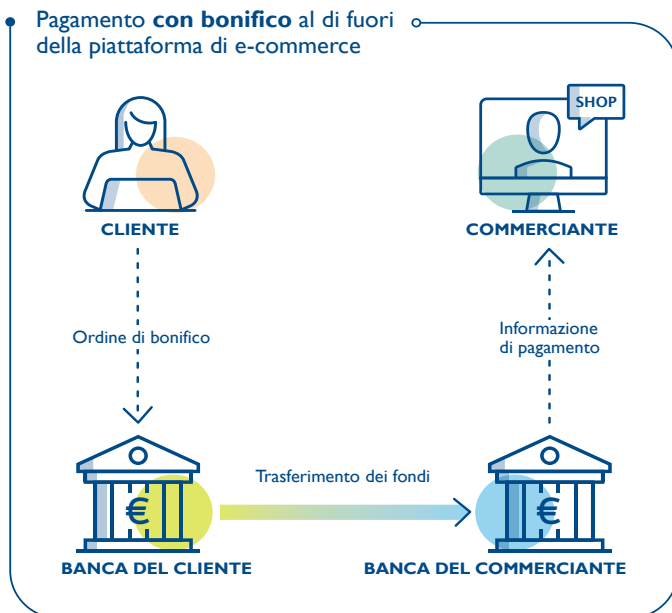 Pagamento con bonifico al di fuori
della piattaforma di e-commerce
SHOP
CLIENTE
COMMERCIANTE
Ordine di bonifico
Informazione
di pagamento
Trasferimento dei fondi
€
€
BANCA DEL CLIENTE
BANCA DEL COMMERCIANTE